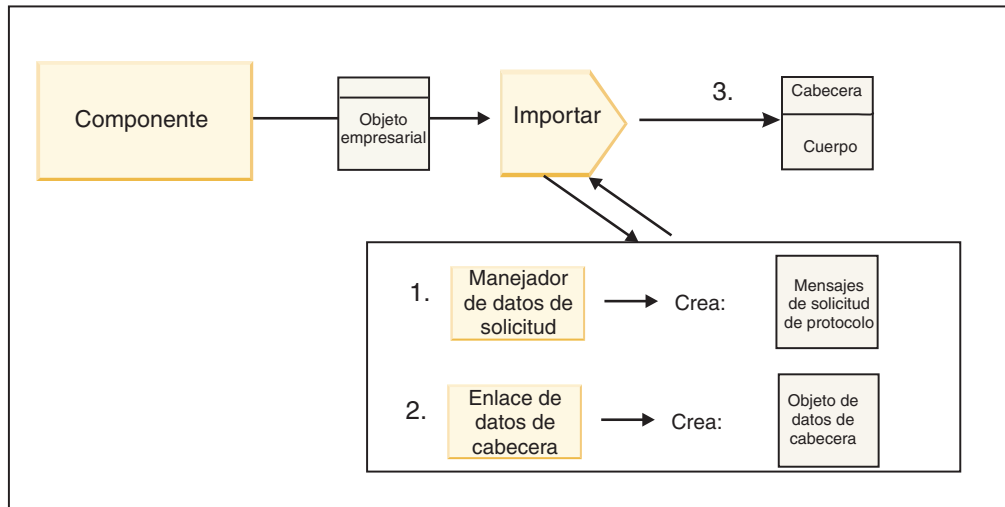 Componente
Objeto
empresarial
Importar
3.
Cabecera
Cuerpo
1.
Manejador
de datos de
solicitud
Crea:
Mensajes
de solicitud
de protocolo
2.
Enlace de
datos de
cabecera
Crea:
Objeto de
datos de
cabecera